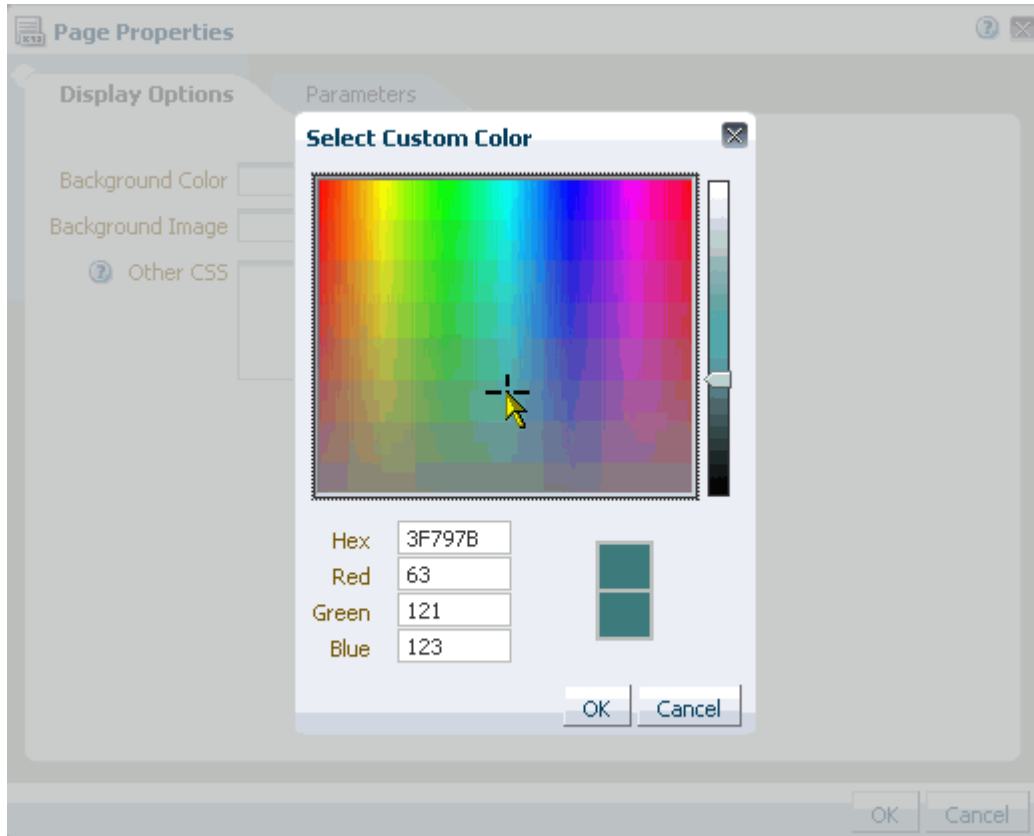 Page Properties
Display Options
Parameters
Select Custom Color
Background Color
Background Image
Other CSS
Hex 3F797B
Red 63
Green 121
Blue 123
OK Cancel
OK Cancel